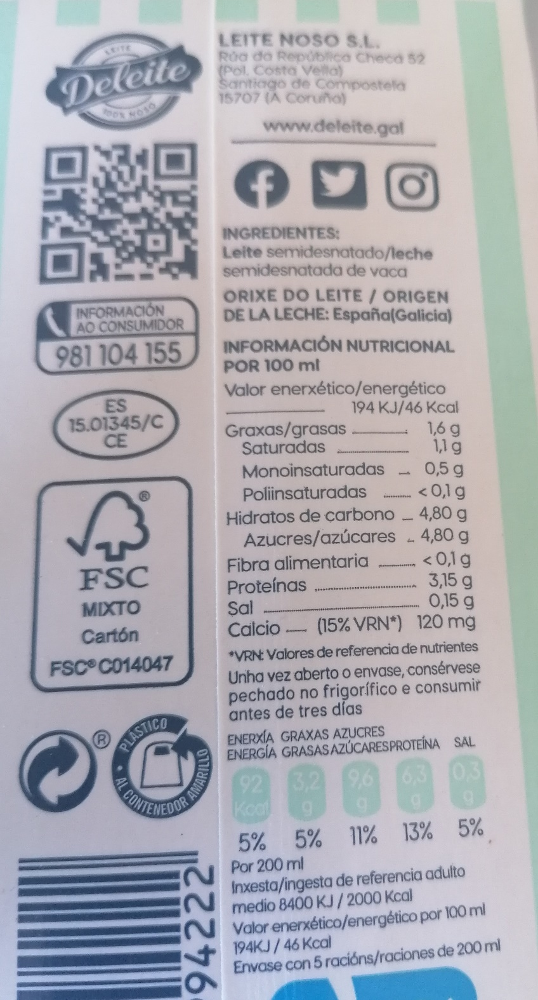 LEITE
Deleite
100% NOSO
INFORMACIÓN
AO CONSUMIDOR
981 104 155
ES
15.01345/C
CE
®
FSC
MIXTO
Cartón
FSC® C014047
®
PLÁSTICO
AL CONTENEDOR AMARILLO
94222
LEITE NOSO S.L.
Rúa da República Checa 52
(Pol. Costa Vella)
Santiago de Compostela
15707 (A Coruña)
www.deleite.gal
INGREDIENTES:
Leite semidesnatado/leche
semidesnatada de vaca
ORIXE DO LEITE / ORIGEN
DE LA LECHE: España(Galicia)
INFORMACIÓN NUTRICIONAL
POR 100 ml
Valor enerxético/energético
194 KJ/46 Kcal
Graxas/grasas 1,6 g
Saturadas 1,1 g
Monoinsaturadas 0,5 g
Poliinsaturadas < 0,1 g
Hidratos de carbono 4,80 g
Azucres/azúcares 4,80 g
Fibra alimentaria < 0,1 g
Proteínas 3,15 g
Sal 0,15 g
Calcio (15% VRN*) 120 mg
*VRN: Valores de referencia de nutrientes
Unha vez aberto o envase, consérvese
pechado no frigorífico e consumir
antes de tres días
ENERXÍA GRAXAS AZUCRES
ENERGÍA GRASAS AZÚCARES PROTEÍNA SAL
92 3,2 9,6 6,3 0,3
Kcal g g g g
5% 5% 11% 13% 5%
Por 200 ml
Inxesta/ingesta de referencia adulto
medio 8400 KJ / 2000 Kcal
Valor enerxético/energético por 100 ml
194KJ / 46 Kcal
Envase con 5 racións/raciones de 200 ml